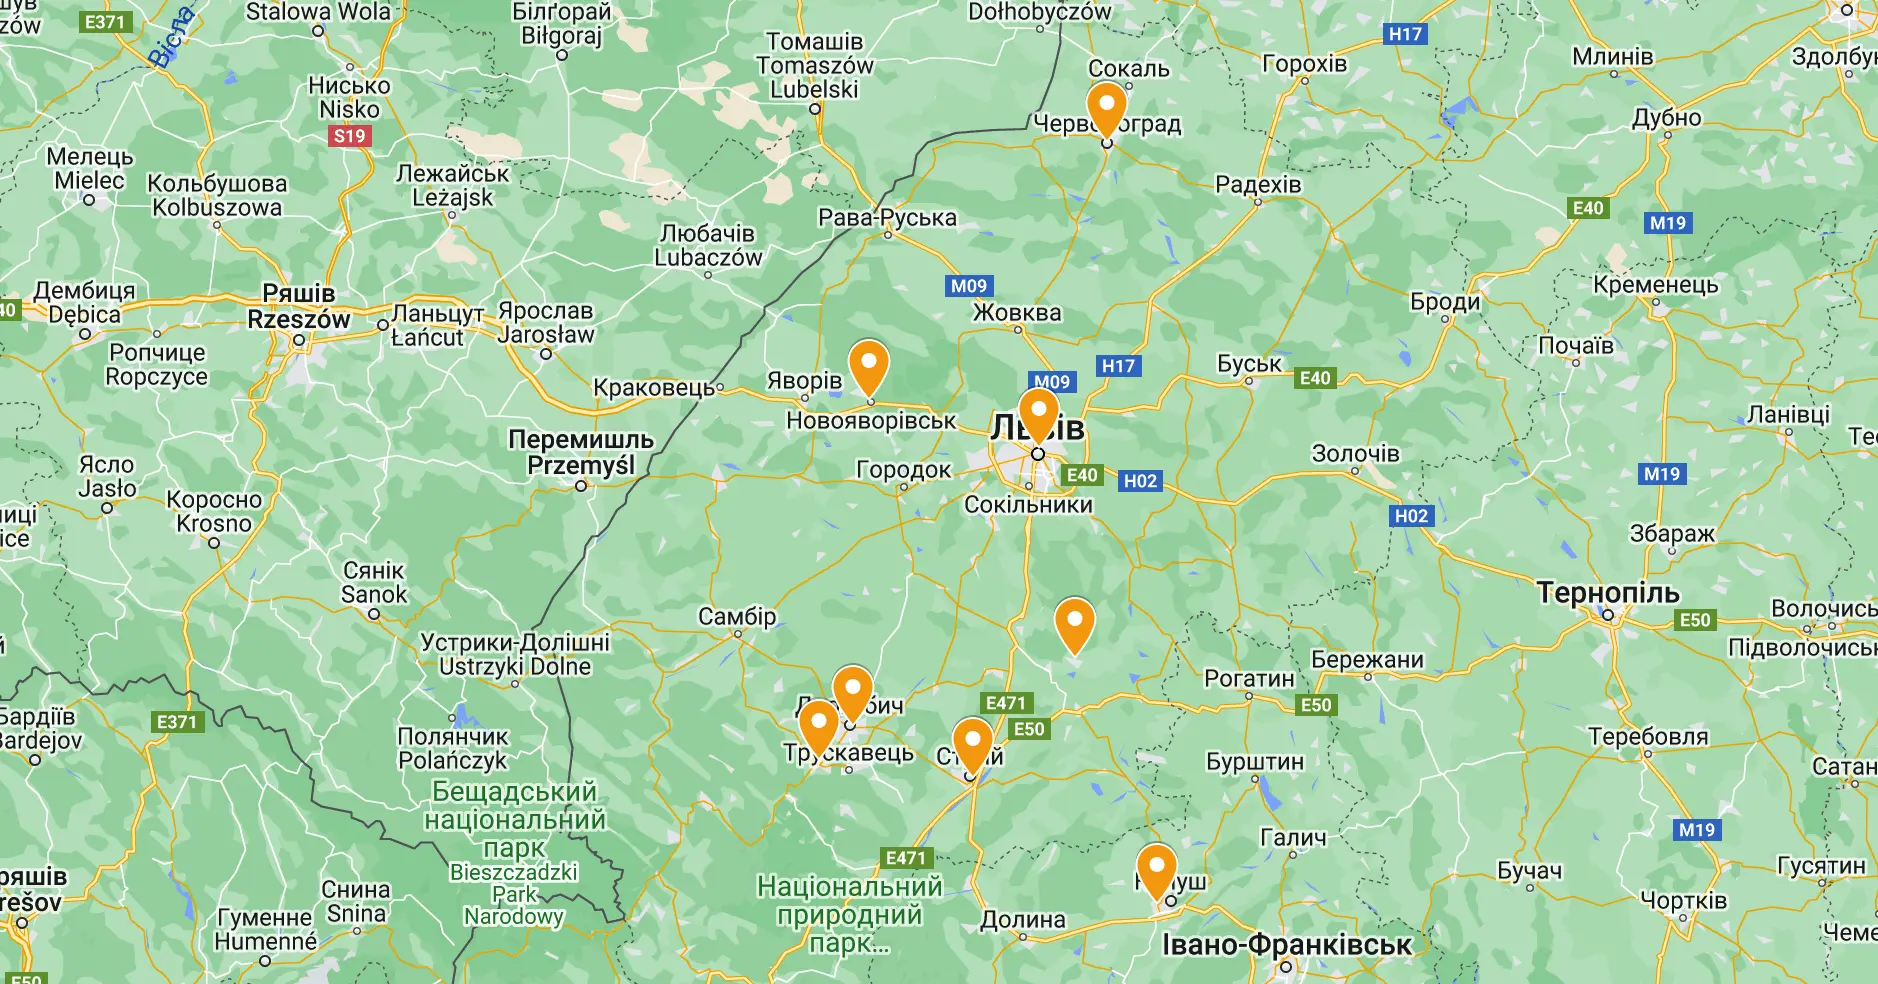 E371
Вісла
Stalowa Wola
Білґорай
Biłgoraj
Dołhobyczów
H17
Томашів
Tomaszów
Lubelski
Сокаль
Горохів
Млинів
Нисько
Nisko
S19
Дубно
Мелець
Mielec
Кольбушова
Kolbuszowa
Лежайськ
Leżajsk
Радехів
E40
M19
Рава-Руська
Любачів
Lubaczów
M09
Кременець
Дембиця
Dębica
Ряшів
Rzeszów
Ланьцут
Łańcut
Ярослав
Jarosław
Жовква
Броди
Ропчице
Ropczyce
Почаїв
H17
Буськ
E40
Краковець
Яворів
M09
Новояворівськ
Ланівці
Перемишль
Przemyśl
Городок
E40
H02
Золочів
M19
Ясло
Jasło
Коросно
Krosno
Сокільники
H02
Збараж
Сянік
Sanok
Тернопіль
Самбір
E50
Устрики-Долішні
Ustrzyki Dolne
Бережани
Рогатин
E50
E471
E50
E371
Полянчик
Polańczyk
Теребовля
Бурштин
Бещадський
національний
парк
Bieszczadzki
Park
Narodowy
M19
Галич
E471
Національний
природний
парк...
Бучач
Гусятин
Чортків
Снина
Snina
Гуменне
Humenné
Долина
Івано-Франківськ